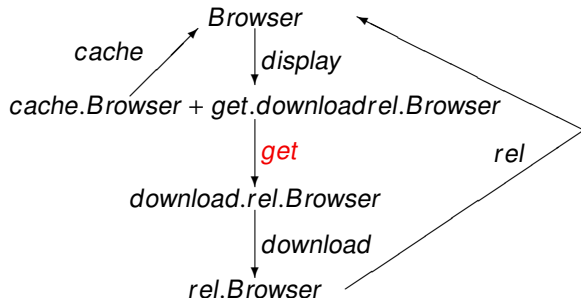 Browser
cache
display
cache.Browser + get.downloadrel.Browser
get
rel
download.rel.Browser
download
rel.Browser